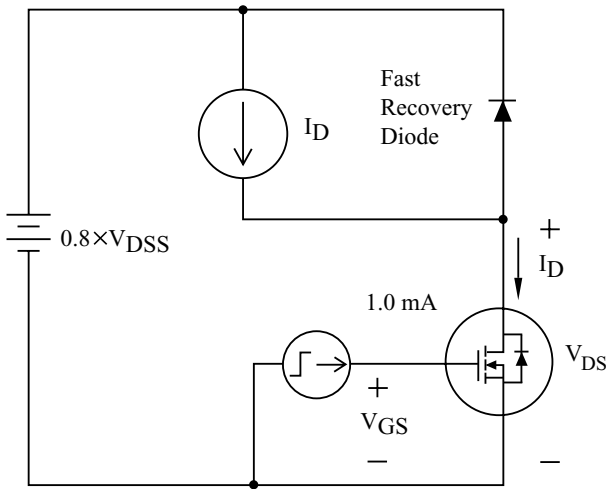 Fast
Recovery
Diode
I_D
0.8×V_DSS
+
I_D
1.0 mA
V_DS
+
V_GS
−
−